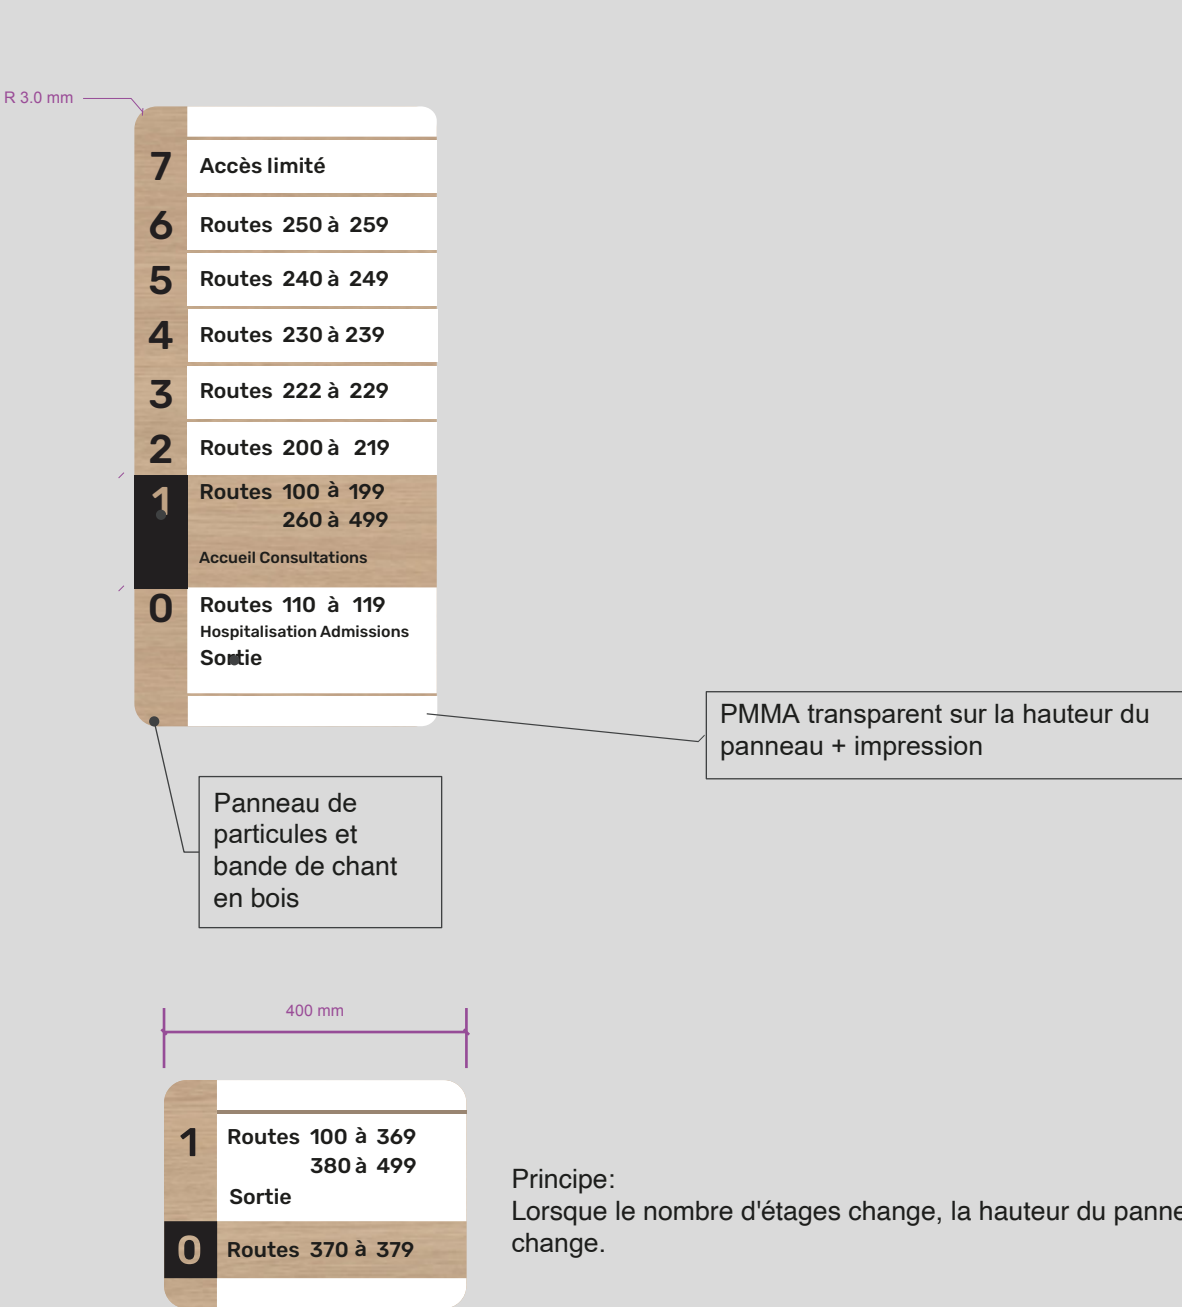 R 3.0 mm
7 Accès limité
6 Routes 250 à 259
5 Routes 240 à 249
4 Routes 230 à 239
3 Routes 222 à 229
2 Routes 200 à 219
1 Routes 100 à 199
260 à 499
Accueil Consultations
0 Routes 110 à 119
Hospitalisation Admissions
Sortie
PMMA transparent sur la hauteur du
panneau + impression
Panneau de
particules et
bande de chant
en bois
400 mm
1 Routes 100 à 369
380 à 499
Sortie
0 Routes 370 à 379
Principe:
Lorsque le nombre d'étages change, la hauteur du
change.